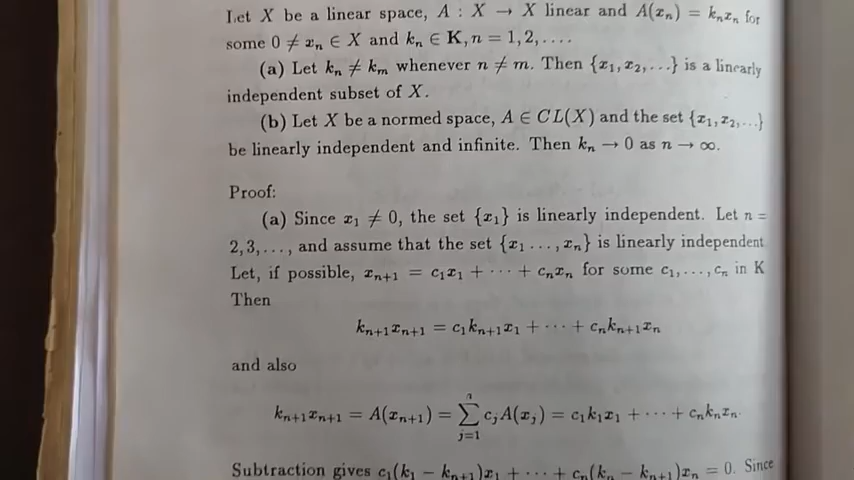 Let X be a linear space, A : X → X linear and A(xₙ) = kₙxₙ for
some 0 ≠ xₙ ∈ X and kₙ ∈ K, n = 1, 2, ....
(a) Let kₙ ≠ kₘ whenever n ≠ m. Then {x₁, x₂, ...} is a linearly
independent subset of X.
(b) Let X be a normed space, A ∈ CL(X) and the set {x₁, x₂, ...}
be linearly independent and infinite. Then kₙ → 0 as n → ∞.
Proof:
(a) Since x₁ ≠ 0, the set {x₁} is linearly independent. Let n =
2, 3, ..., and assume that the set {x₁ ..., xₙ} is linearly independent
Let, if possible, xₙ₊₁ = c₁x₁ + ··· + cₙxₙ for some c₁, ..., cₙ in K
Then
kₙ₊₁xₙ₊₁ = c₁kₙ₊₁x₁ + ··· + cₙkₙ₊₁xₙ
and also
kₙ₊₁xₙ₊₁ = A(xₙ₊₁) = ∑ⁿⱼ₌₁ cⱼA(xⱼ) = c₁k₁x₁ + ··· + cₙkₙxₙ.
Subtraction gives c₁(k₁ − kₙ₊₁)x₁ + ··· + cₙ(kₙ − kₙ₊₁)xₙ = 0. Since